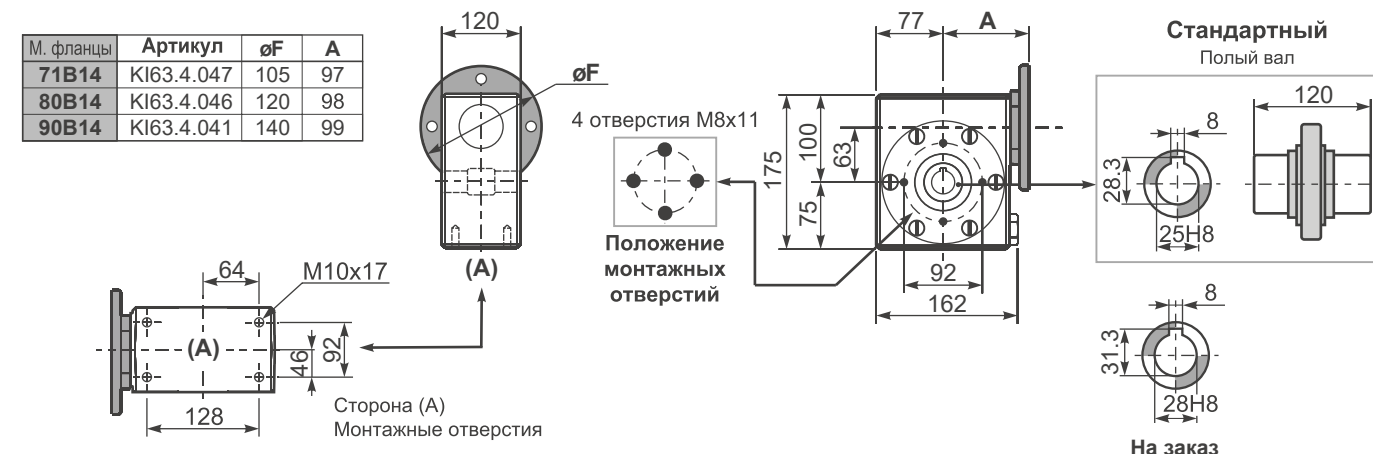 М. фланцы Артикул øF A
71B14 KI63.4.047 105 97
80B14 KI63.4.046 120 98
90B14 KI63.4.041 140 99
120
øF
(A)
64
M10x17
(A)
92
46
128
Сторона (A)
Монтажные отверстия
4 отверстия M8x11
Положение
монтажных
отверстий
77
A
175
100
63
75
92
162
Стандартный
Полый вал
120
8
28.3
25H8
8
31.3
28H8
На заказ